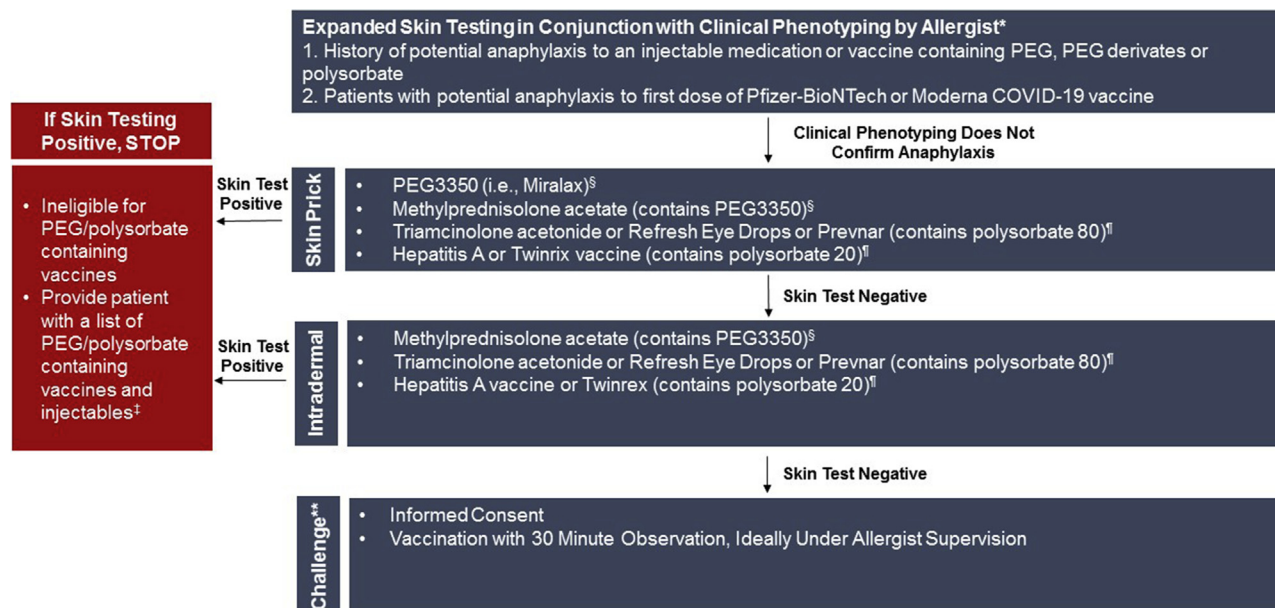 Expanded Skin Testing in Conjunction with Clinical Phenotyping by Allergist*
1. History of potential anaphylaxis to an injectable medication or vaccine containing PEG, PEG derivates or
polysorbate
2. Patients with potential anaphylaxis to first dose of Pfizer-BioNTech or Moderna COVID-19 vaccine
Clinical Phenotyping Does Not
Confirm Anaphylaxis
If Skin Testing
Positive, STOP
• Ineligible for
PEG/polysorbate
containing
vaccines
• Provide patient
with a list of
PEG/polysorbate
containing
vaccines and
injectables‡
Skin Test
Positive
Skin Prick
• PEG3350 (i.e., Miralax)§
• Methylprednisolone acetate (contains PEG3350)§
• Triamcinolone acetonide or Refresh Eye Drops or Prevnar (contains polysorbate 80)¶
• Hepatitis A or Twinrix vaccine (contains polysorbate 20)¶
Skin Test Negative
Skin Test
Positive
Intradermal
• Methylprednisolone acetate (contains PEG3350)§
• Triamcinolone acetonide or Refresh Eye Drops or Prevnar (contains polysorbate 80)¶
• Hepatitis A vaccine or Twinrex (contains polysorbate 20)¶
Skin Test Negative
Challenge**
• Informed Consent
• Vaccination with 30 Minute Observation, Ideally Under Allergist Supervision